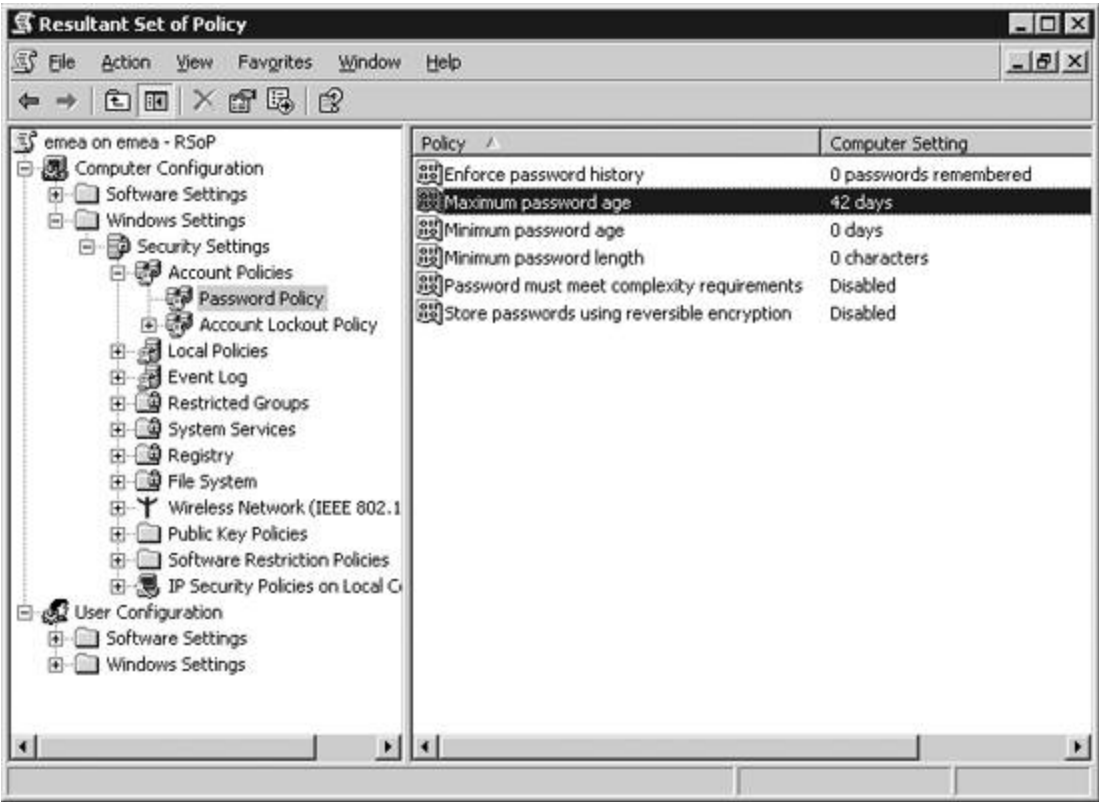 Resultant Set of Policy
File Action View Favorites Window Help
emea on emea - RSoP
Computer Configuration
Software Settings
Windows Settings
Security Settings
Account Policies
Password Policy
Account Lockout Policy
Local Policies
Event Log
Restricted Groups
System Services
Registry
File System
Wireless Network (IEEE 802.1
Public Key Policies
Software Restriction Policies
IP Security Policies on Local C
User Configuration
Software Settings
Windows Settings
Policy Computer Setting
Enforce password history 0 passwords remembered
Maximum password age 42 days
Minimum password age 0 days
Minimum password length 0 characters
Password must meet complexity requirements Disabled
Store passwords using reversible encryption Disabled